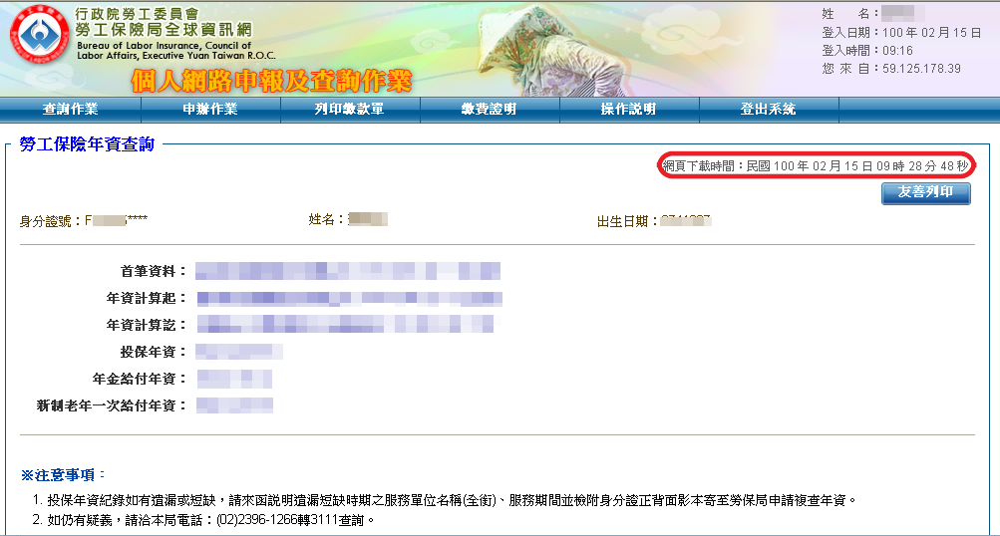 行政院勞工委員會
勞工保險局全球資訊網
Bureau of Labor Insurance, Council of
Labor Affairs, Executive Yuan Taiwan R.O.C.
個人網路申報及查詢作業
姓 名：
登入日期：100 年 02 月 15 日
登入時間：09:16
您 來 自：59.125.178.39
查詢作業 申辦作業 列印繳款單 繳費證明 操作說明 登出系統
勞工保險年資查詢
網頁下載時間：民國 100 年 02 月 15 日 09 時 28 分 48 秒
友善列印
身分證號：F**** 姓名： 出生日期：
首筆資料：
年資計算起：
年資計算訖：
投保年資：
年金給付年資：
新制老年一次給付年資：
※注意事項：
1. 投保年資紀錄如有遺漏或短缺，請來函說明遺漏短缺時期之服務單位名稱(全銜)、服務期間並檢附身分證正背面影本寄至勞保局申請複查年資。
2. 如仍有疑義，請洽本局電話：(02)2396-1266轉3111查詢。